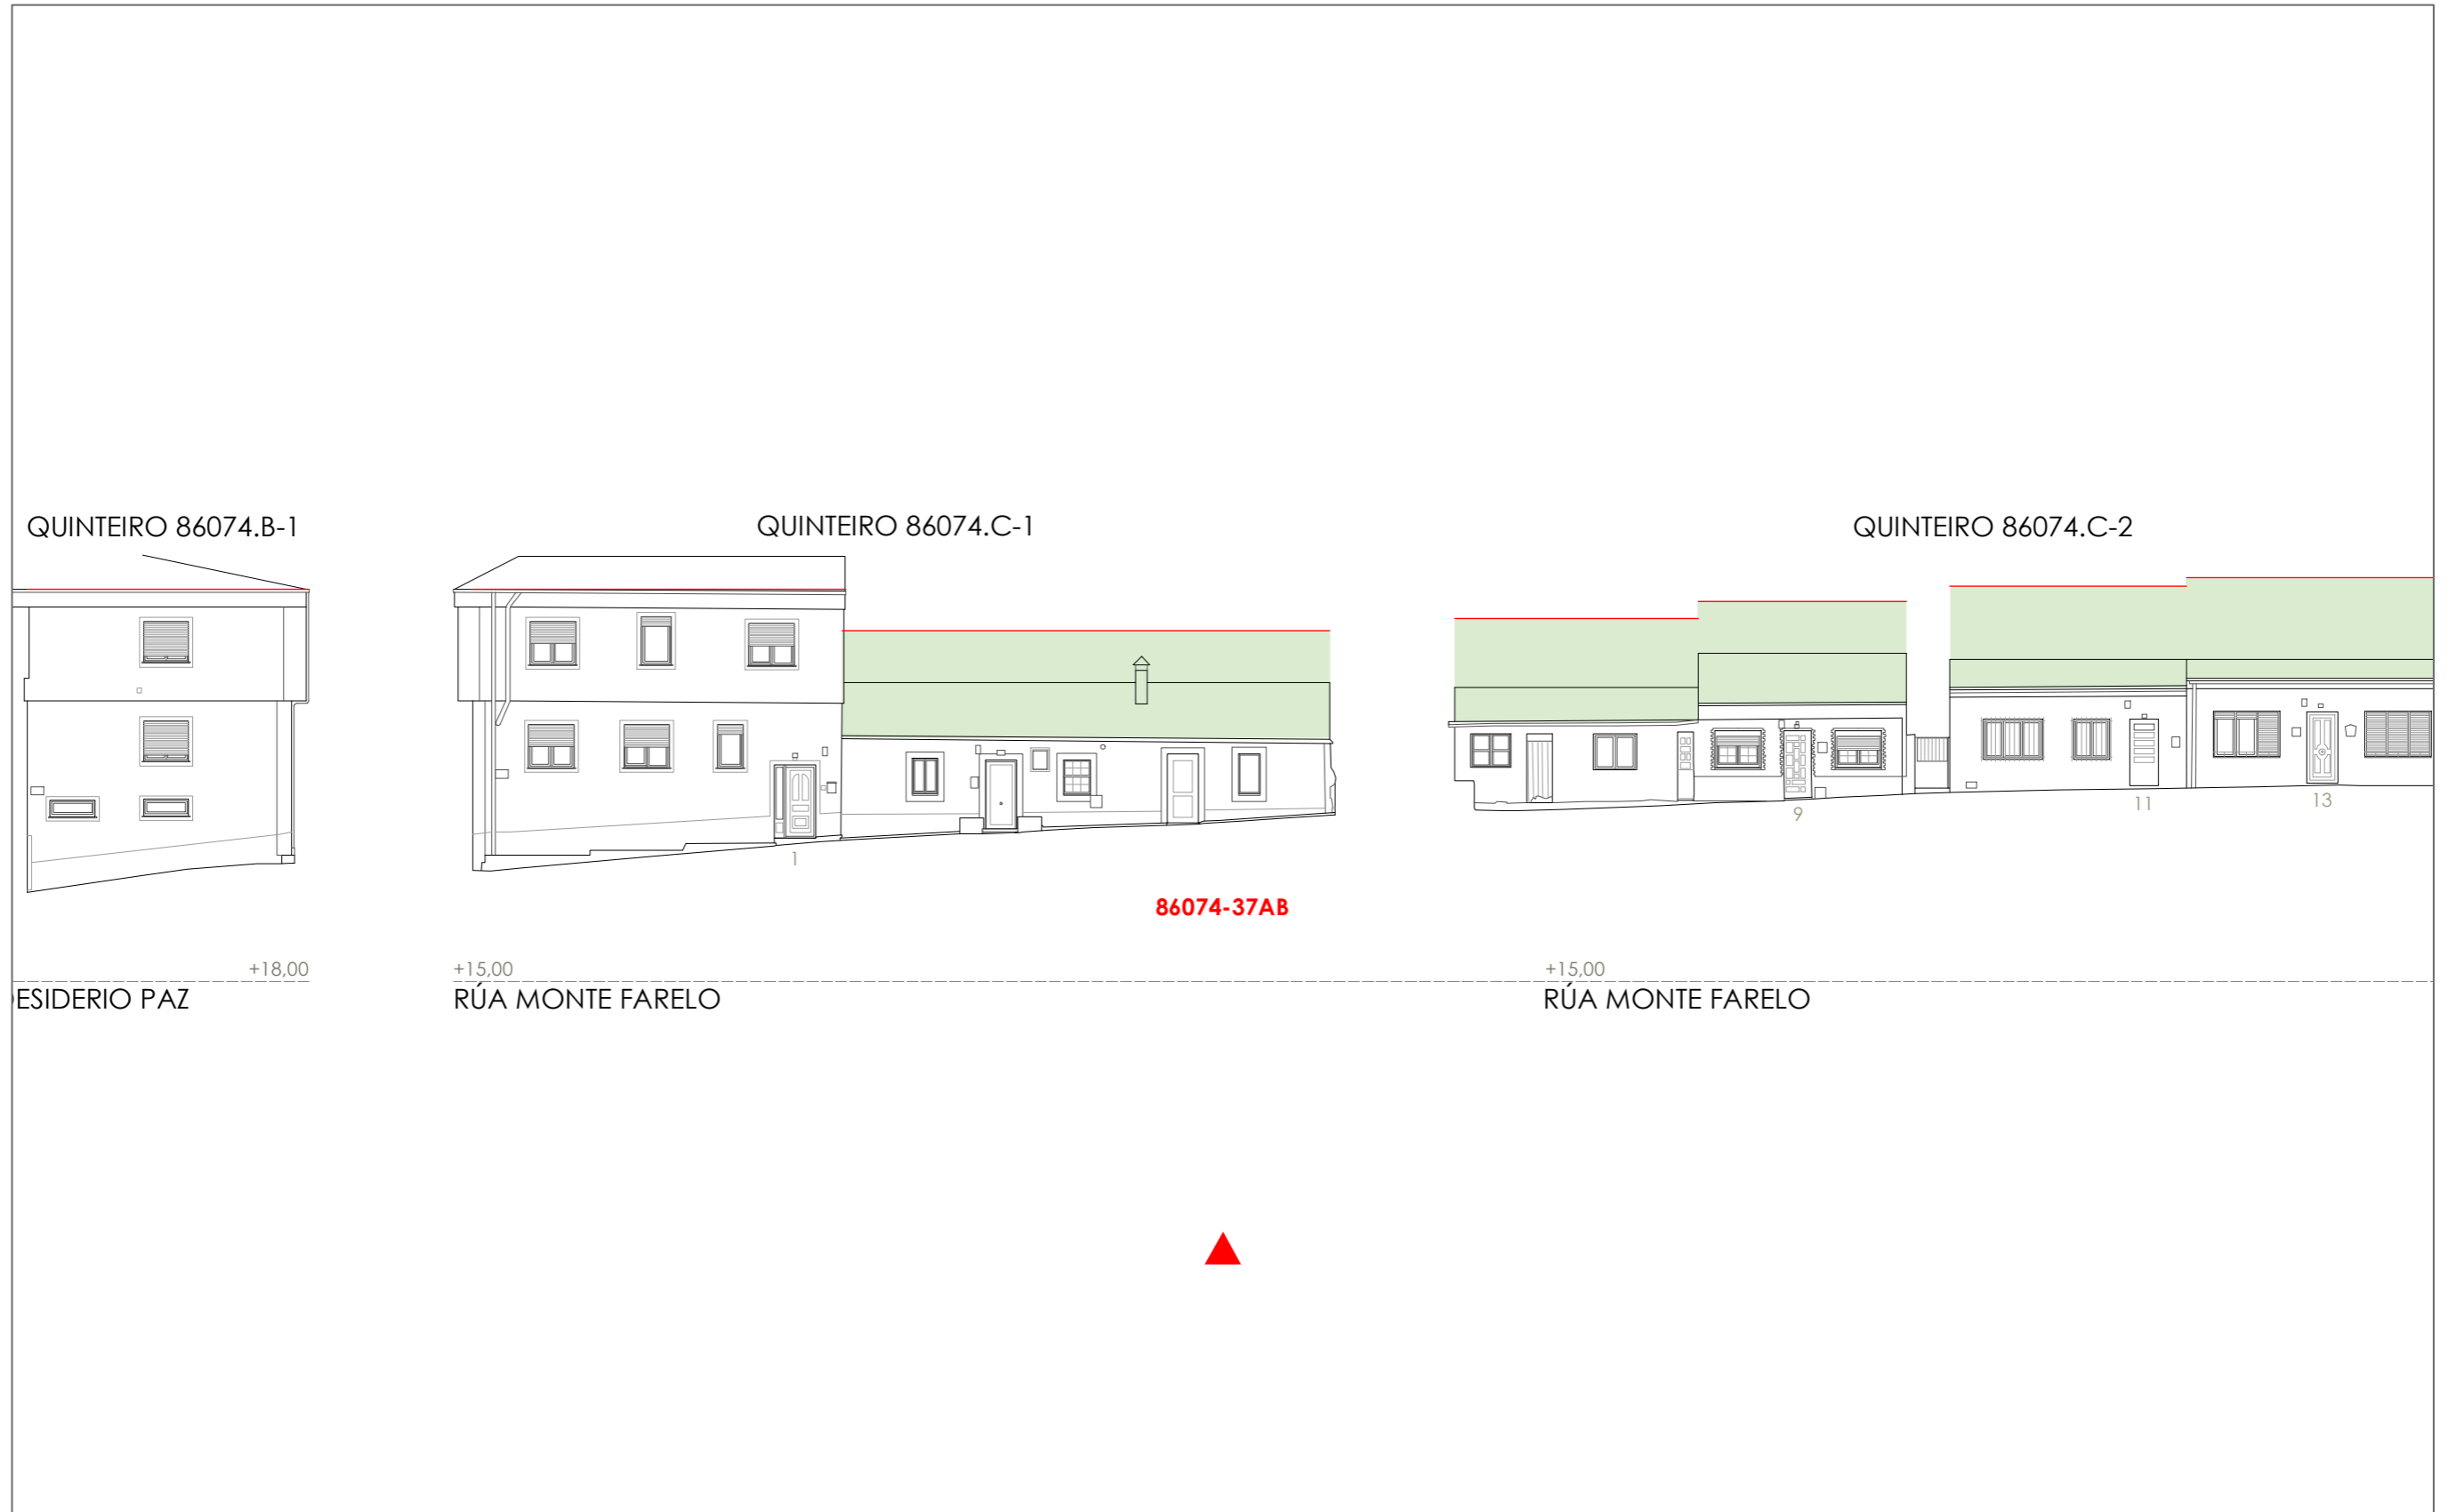 QUINTEIRO 86074.B-1
QUINTEIRO 86074.C-1
QUINTEIRO 86074.C-2
1
9
11
13
86074-37AB
+18,00
+15,00
+15,00
ESIDERIO PAZ
RÚA MONTE FARELO
RÚA MONTE FARELO